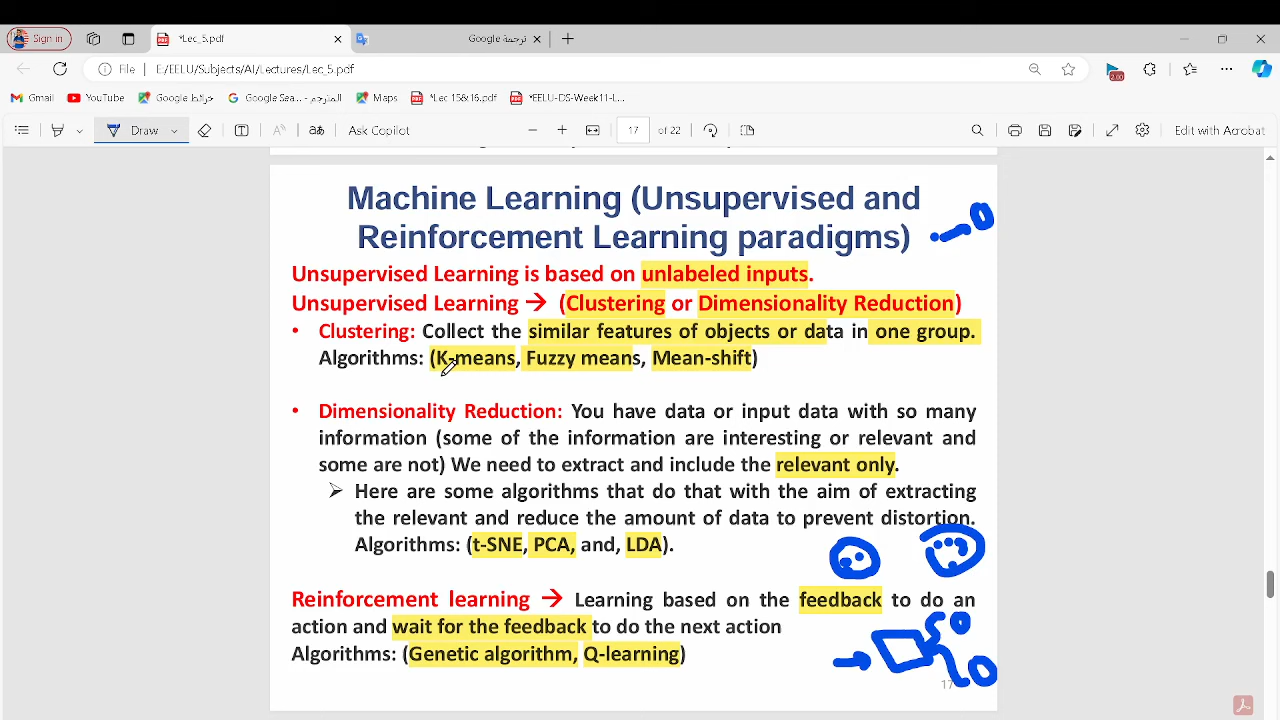 Sign in
*Lec_5.pdf
ترجمة Google
File
E:/EELU/Subjects/AI/Lectures/Lec_5.pdf
2.00
Gmail
YouTube
Maps
*Lec 15&16.pdf
*EELU-DS-Week11-L...
Draw
Ask Copilot
17 of 22
Edit with Acrobat
Machine Learning (Unsupervised and
Reinforcement Learning paradigms)
Unsupervised Learning is based on unlabeled inputs.
Unsupervised Learning → (Clustering or Dimensionality Reduction)
• Clustering: Collect the similar features of objects or data in one group.
Algorithms: (K-means, Fuzzy means, Mean-shift)
• Dimensionality Reduction: You have data or input data with so many
information (some of the information are interesting or relevant and
some are not) We need to extract and include the relevant only.
➢ Here are some algorithms that do that with the aim of extracting
the relevant and reduce the amount of data to prevent distortion.
Algorithms: (t-SNE, PCA, and, LDA).
Reinforcement learning → Learning based on the feedback to do an
action and wait for the feedback to do the next action
Algorithms: (Genetic algorithm, Q-learning)
17